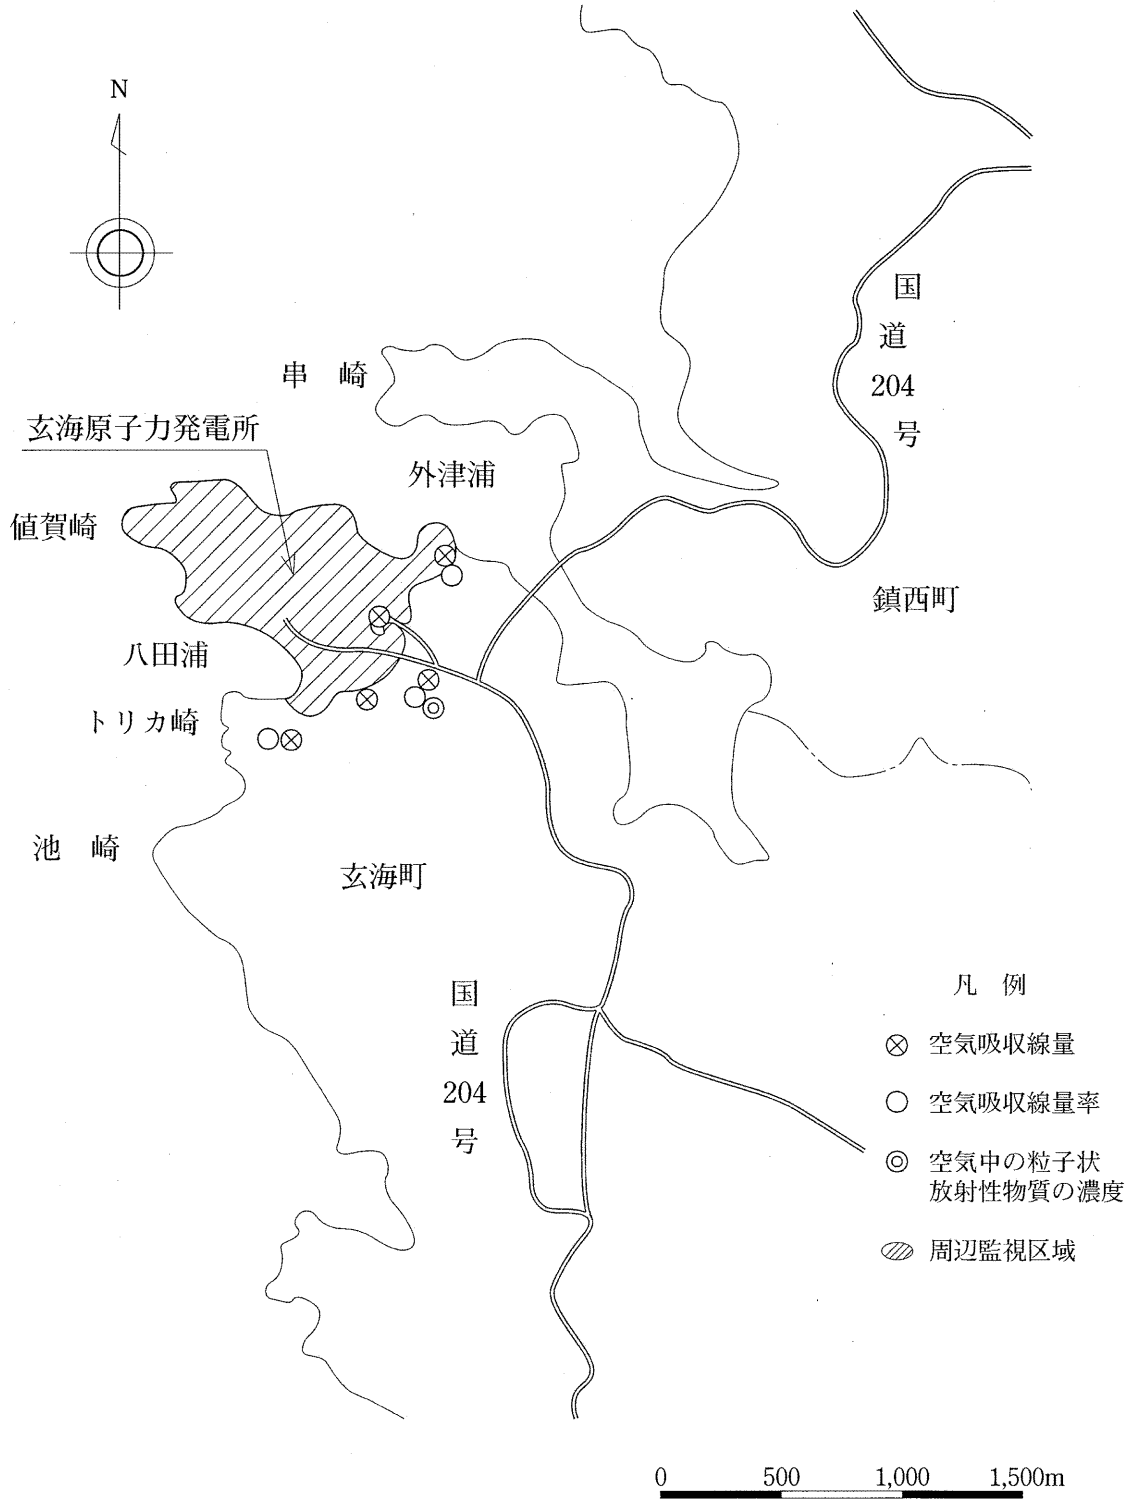 N
国
道
204
号
串 崎
玄海原子力発電所
外津浦
値賀崎
鎮西町
八田浦
トリカ崎
池 崎
玄海町
国
道
204
号
凡 例
空気吸収線量
空気吸収線量率
空気中の粒子状
放射性物質の濃度
周辺監視区域
0 500 1,000 1,500m